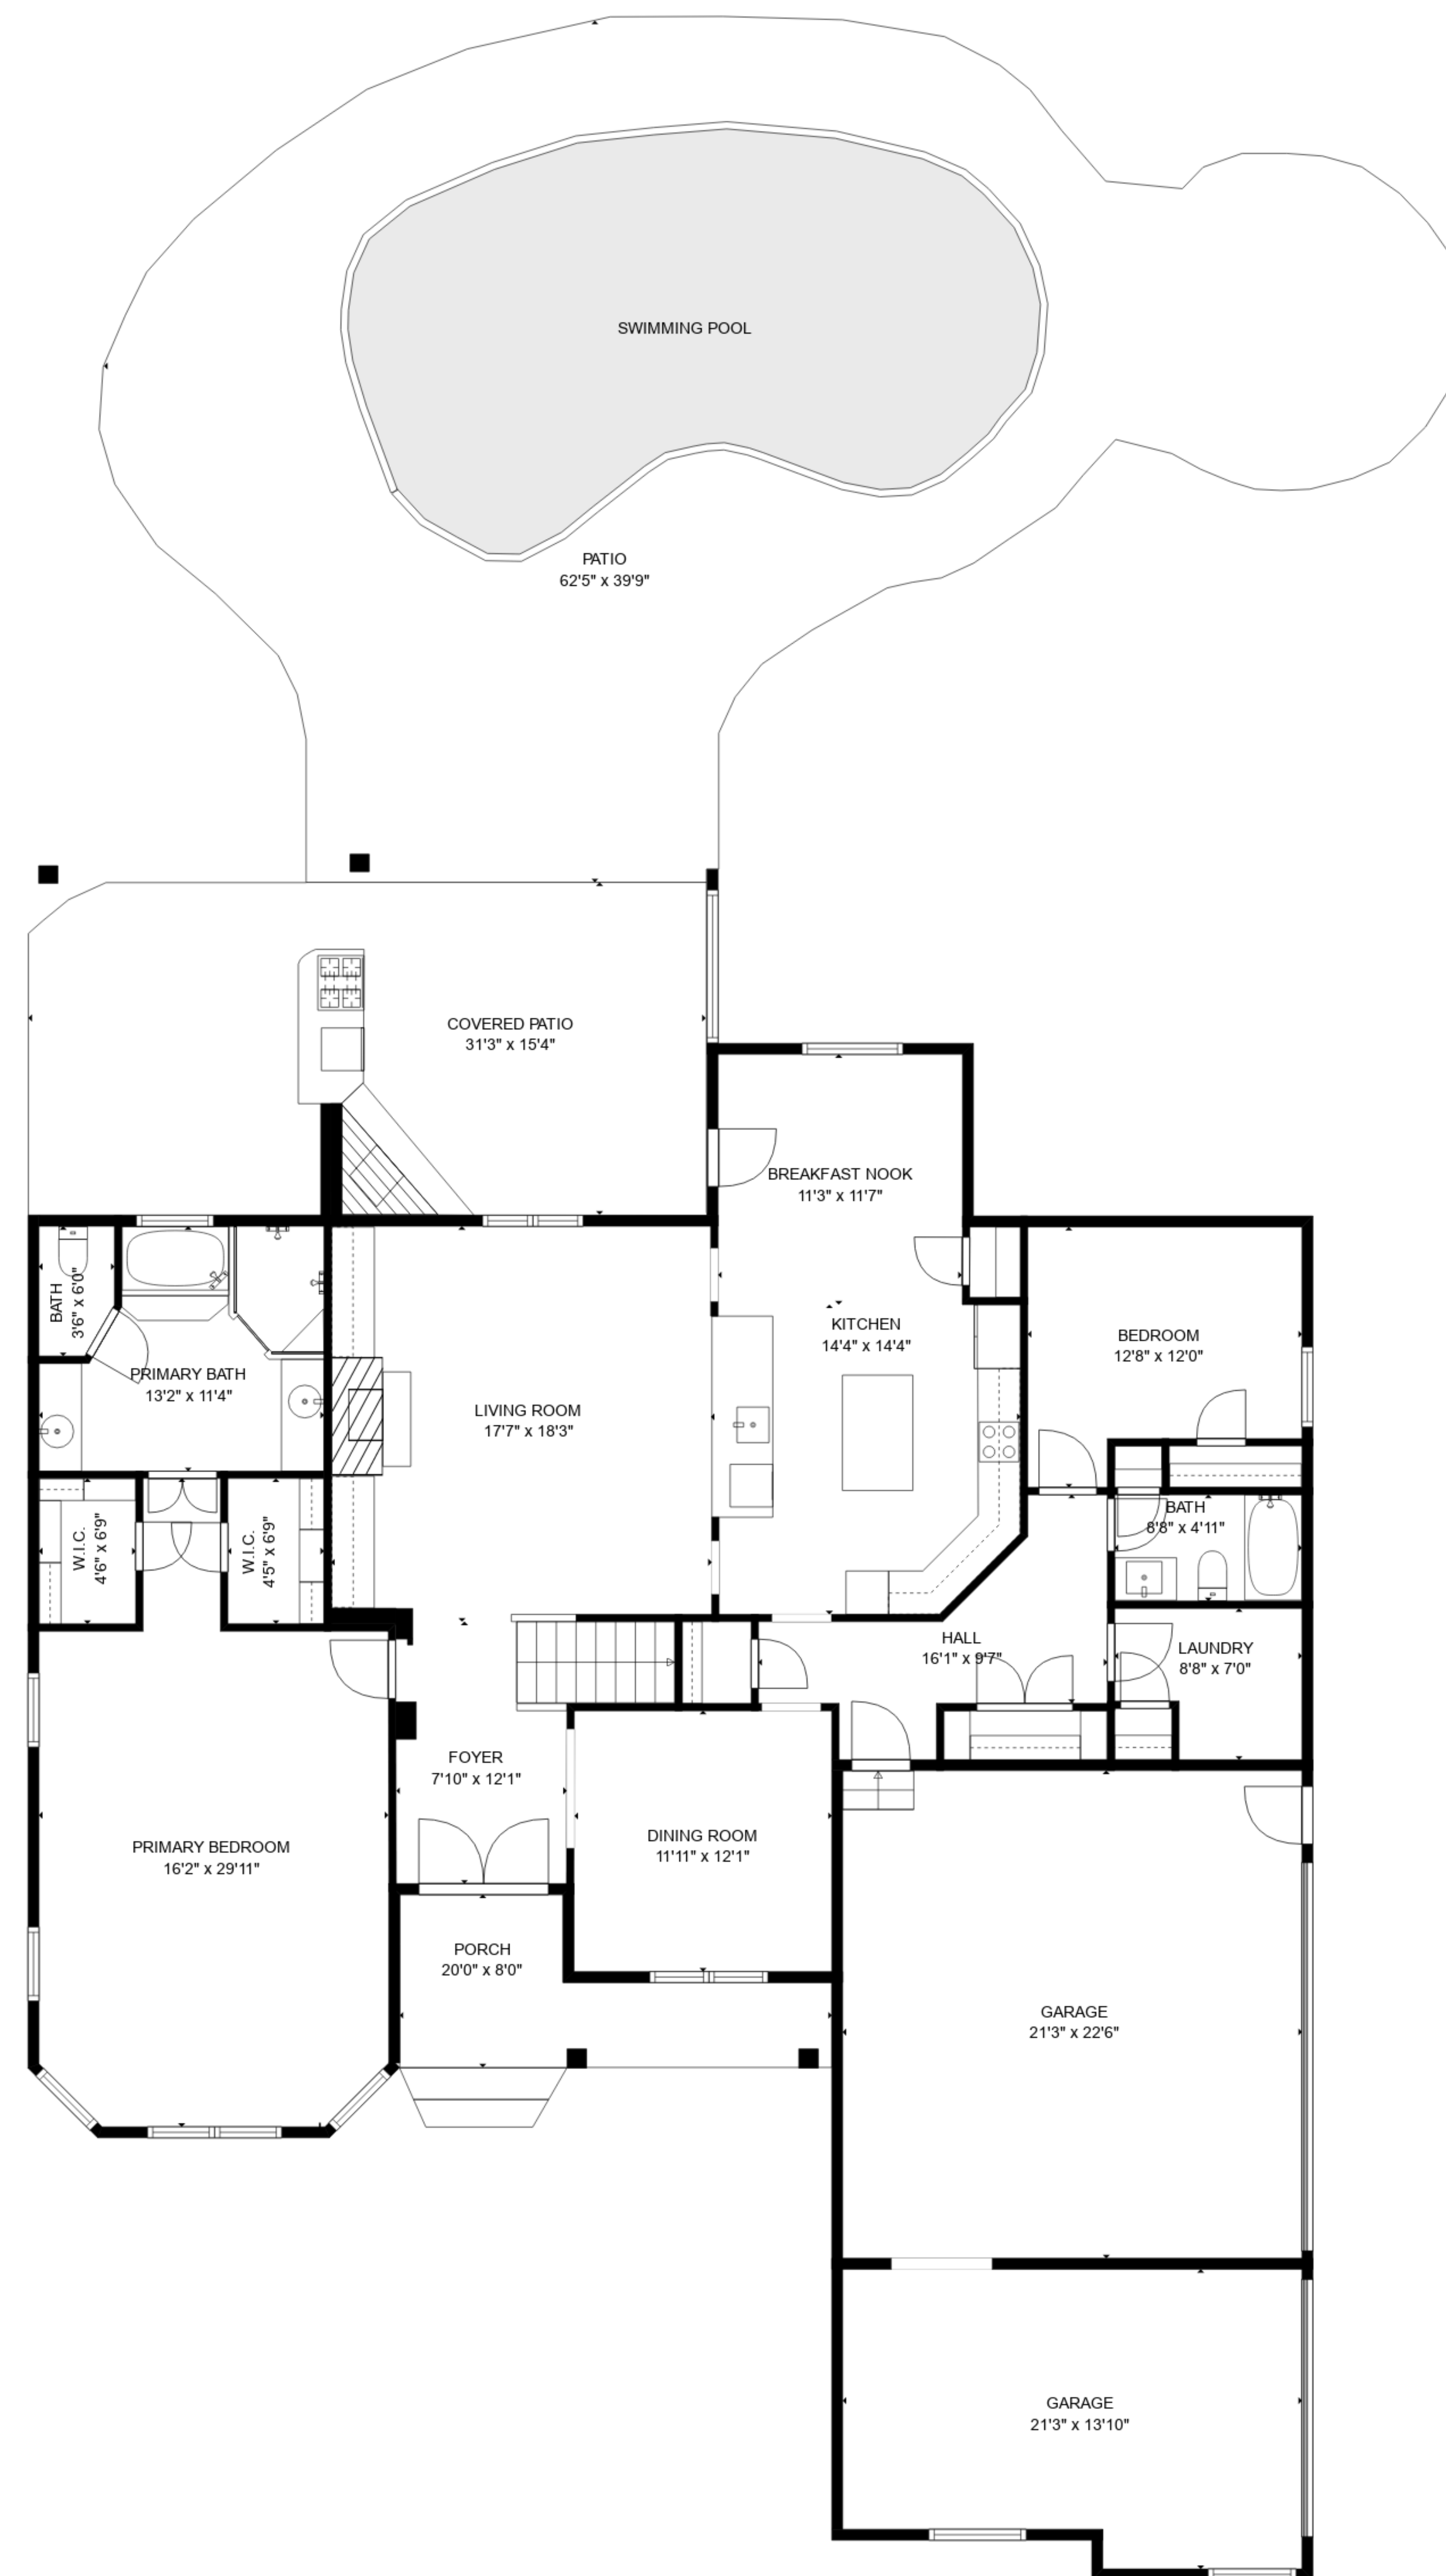 SWIMMING POOL
PATIO
62'5" x 39'9"
COVERED PATIO
31'3" x 15'4"
BREAKFAST NOOK
11'3" x 11'7"
BATH
3'6" x 6'0"
PRIMARY BATH
13'2" x 11'4"
LIVING ROOM
17'7" x 18'3"
KITCHEN
14'4" x 14'4"
BEDROOM
12'8" x 12'0"
W.I.C.
4'6" x 6'9"
W.I.C.
4'5" x 6'9"
BATH
8'8" x 4'11"
HALL
16'1" x 9'7"
LAUNDRY
8'8" x 7'0"
FOYER
7'10" x 12'1"
DINING ROOM
11'11" x 12'1"
PRIMARY BEDROOM
16'2" x 29'11"
PORCH
20'0" x 8'0"
GARAGE
21'3" x 22'6"
GARAGE
21'3" x 13'10"